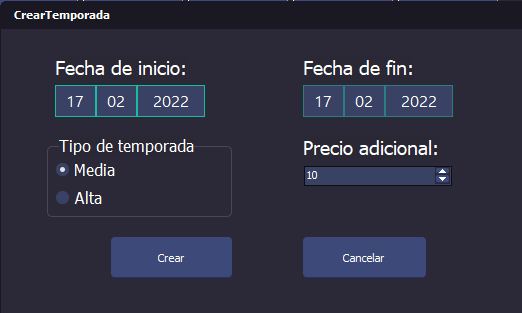 CrearTemporada
Fecha de inicio:
Fecha de fin:
17 02 2022
17 02 2022
Tipo de temporada
Media
Alta
Precio adicional:
10
Crear
Cancelar